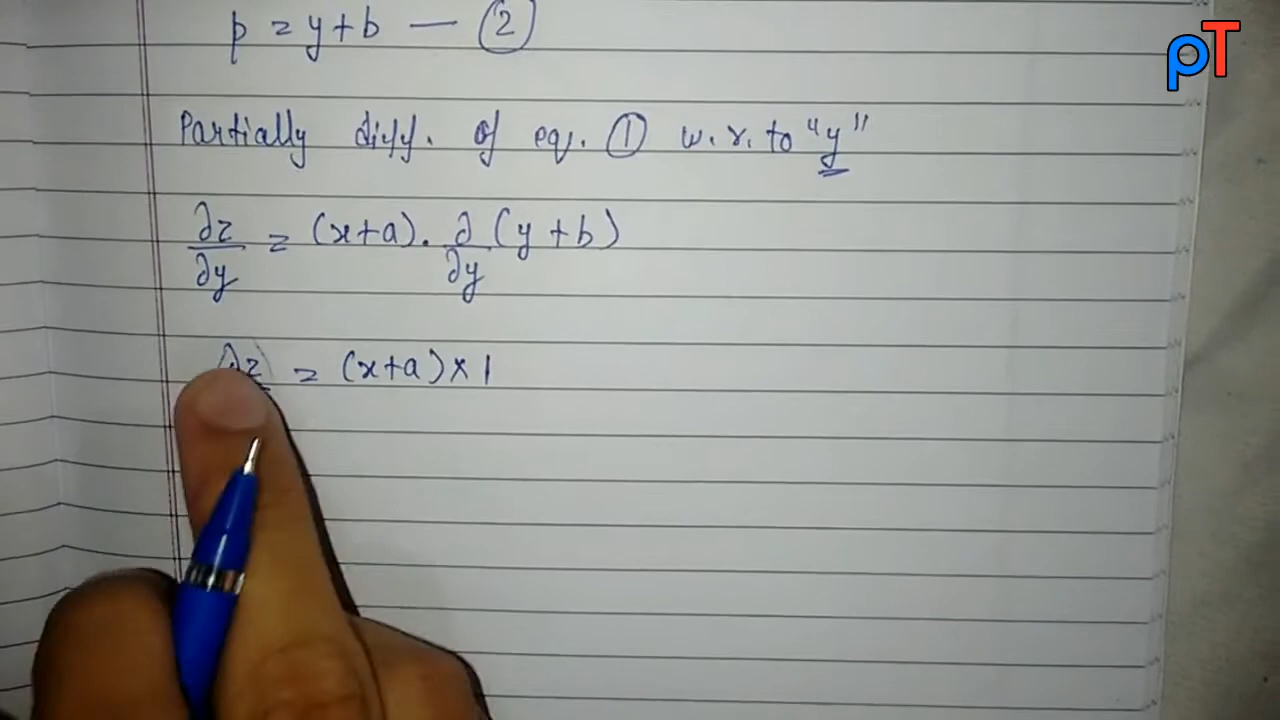 pT
p = y+b — ②
Partially diff. of eq. ① w.r. to "y"
∂z/∂y = (x+a). ∂/∂y (y+b)
∂z = (x+a)×1